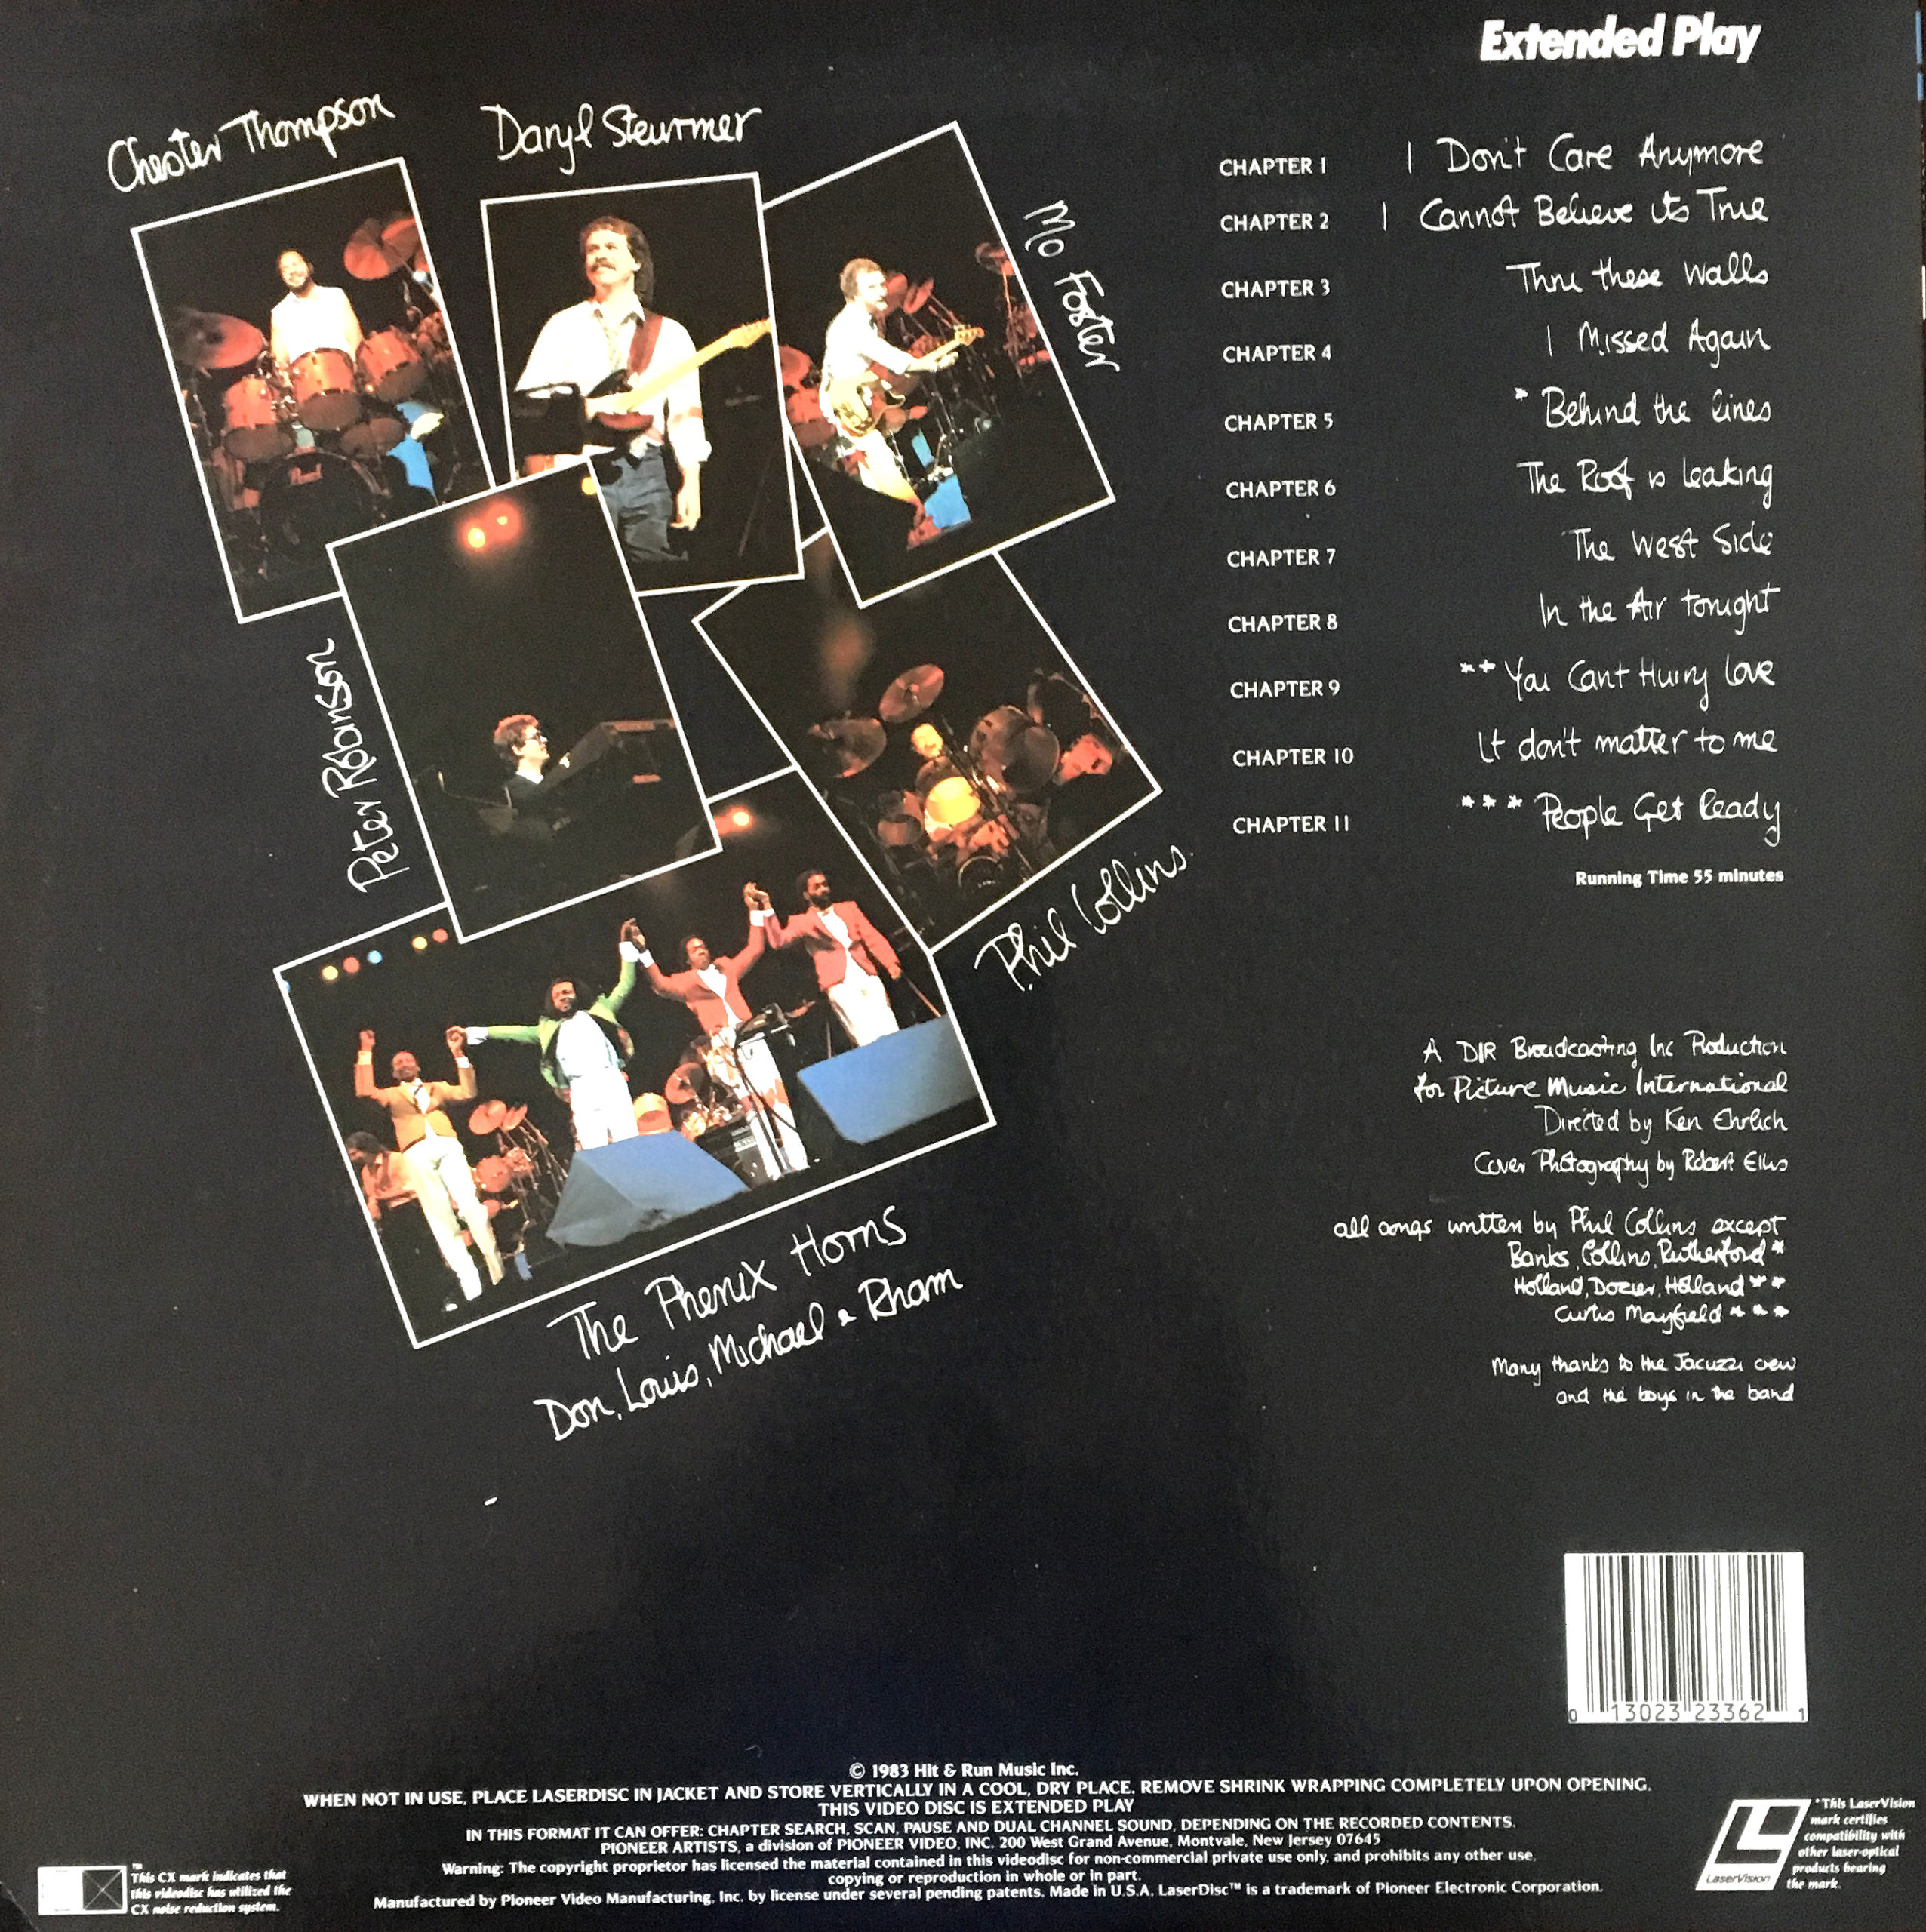 Extended Play
Chester Thompson
Daryl Steurmer
Mo Foster
Peter Robinson
Phil Collins
The Phenix Horns
Don, Louis, Michael & Rham
CHAPTER 1 I Don't Care Anymore
CHAPTER 2 I Cannot Believe its True
CHAPTER 3 Thru these Walls
CHAPTER 4 I Missed Again
CHAPTER 5 * Behind the Lines
CHAPTER 6 The Roof is leaking
CHAPTER 7 The West Side
CHAPTER 8 In the Air tonight
CHAPTER 9 ** You Cant Hurry Love
CHAPTER 10 It don't matter to me
CHAPTER 11 *** People Get Ready
Running Time 55 minutes
A DIR Broadcasting Inc Production
for Picture Music International
Directed by Ken Ehrlich
Cover Photography by Robert Ellis
all songs written by Phil Collins except
Banks, Collins, Rutherford *
Holland, Dozier, Holland **
Curtis Mayfield ***
Many thanks to the Jacuzzi crew
and the boys in the band
0 13023 23362 1
© 1983 Hit & Run Music Inc.
WHEN NOT IN USE, PLACE LASERDISC IN JACKET AND STORE VERTICALLY IN A COOL, DRY PLACE. REMOVE SHRINK WRAPPING COMPLETELY UPON OPENING.
THIS VIDEO DISC IS EXTENDED PLAY
IN THIS FORMAT IT CAN OFFER: CHAPTER SEARCH, SCAN, PAUSE AND DUAL CHANNEL SOUND, DEPENDING ON THE RECORDED CONTENTS.
PIONEER ARTISTS, a division of PIONEER VIDEO, INC. 200 West Grand Avenue, Montvale, New Jersey 07645
Warning: The copyright proprietor has licensed the material contained in this videodisc for non-commercial private use only, and prohibits any other use,
copying or reproduction in whole or in part.
Manufactured by Pioneer Video Manufacturing, Inc. by license under several pending patents. Made in U.S.A. LaserDisc™ is a trademark of Pioneer Electronic Corporation.
™
This CX mark indicates that
this videodisc has utilized the
CX noise reduction system.
LaserVision
*This LaserVision
mark certifies
compatibility with
other laser-optical
products bearing
the mark.